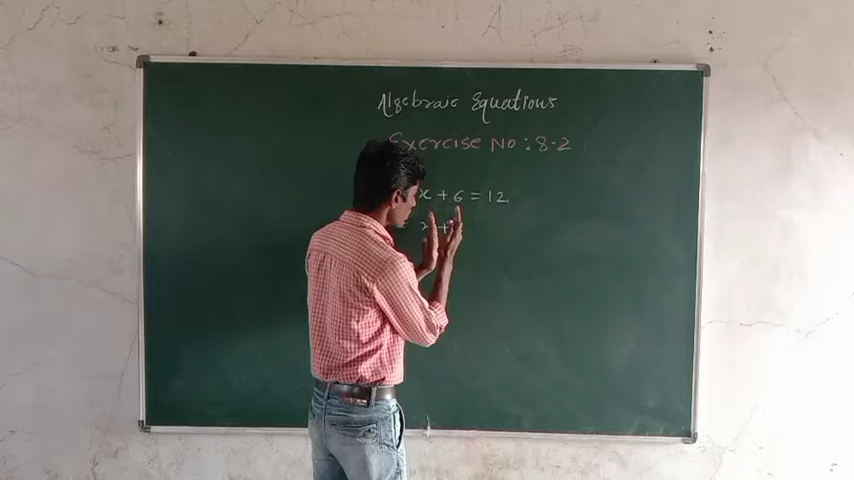 Algebraic Equations
Exercise No: 8.2
x + 6 = 12